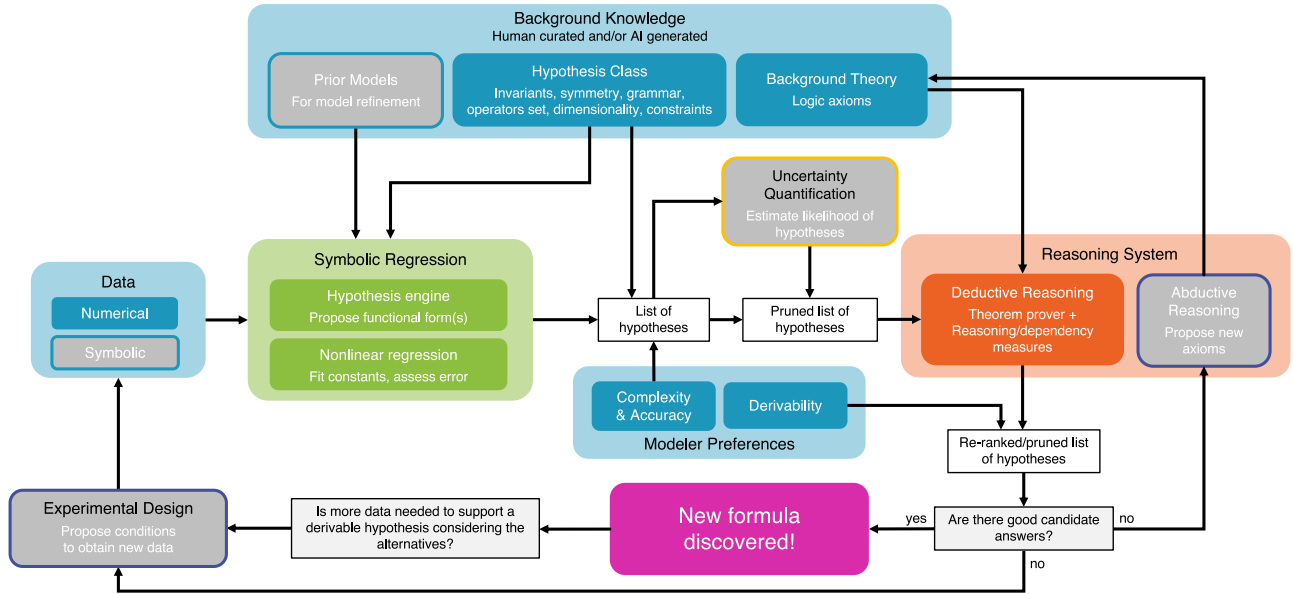 Background Knowledge
Human curated and/or AI generated
Prior Models
For model refinement
Hypothesis Class
Invariants, symmetry, grammar,
operators set, dimensionality, constraints
Background Theory
Logic axioms
Uncertainty
Quantification
Estimate likelihood of
hypotheses
Data
Numerical
Symbolic
Symbolic Regression
Hypothesis engine
Propose functional form(s)
Nonlinear regression
Fit constants, assess error
List of
hypotheses
Pruned list of
hypotheses
Reasoning System
Deductive Reasoning
Theorem prover +
Reasoning/dependency
measures
Abductive
Reasoning
Propose new
axioms
Complexity
& Accuracy
Derivability
Modeler Preferences
Re-ranked/pruned list
of hypotheses
Experimental Design
Propose conditions
to obtain new data
Is more data needed to support a
derivable hypothesis considering the
alternatives?
New formula
discovered!
yes
Are there good candidate
answers?
no
no